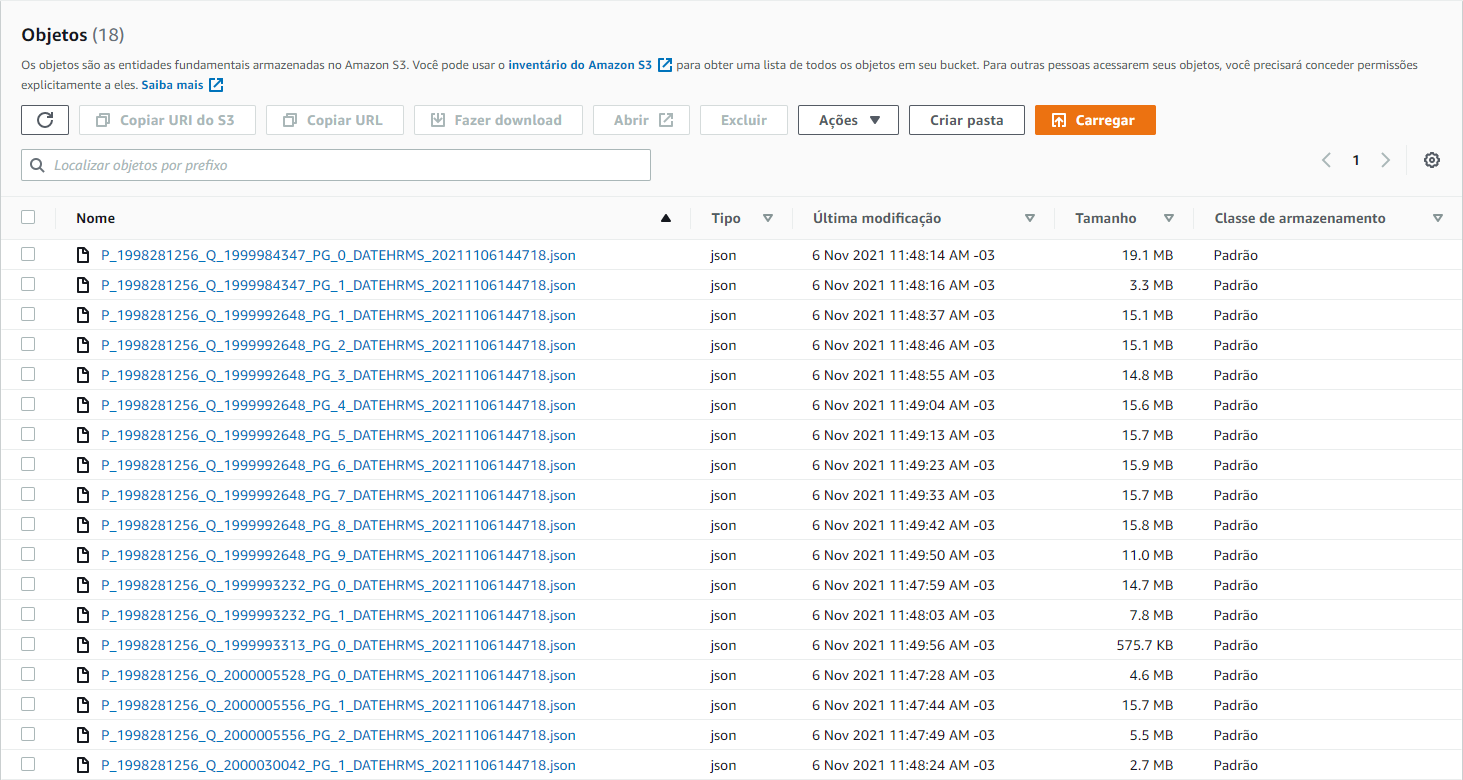 Objetos (18)
Os objetos são as entidades fundamentais armazenadas no Amazon S3. Você pode usar o inventário do Amazon S3 para obter uma lista de todos os objetos em seu bucket. Para outras pessoas acessarem seus objetos, você precisará conceder permissões
explicitamente a eles. Saiba mais
Copiar URI do S3 Copiar URL Fazer download Abrir Excluir Ações Criar pasta Carregar
Localizar objetos por prefixo 1
Nome Tipo Última modificação Tamanho Classe de armazenamento
P_1998281256_Q_1999984347_PG_0_DATEHRMS_20211106144718.json json 6 Nov 2021 11:48:14 AM -03 19.1 MB Padrão
P_1998281256_Q_1999984347_PG_1_DATEHRMS_20211106144718.json json 6 Nov 2021 11:48:16 AM -03 3.3 MB Padrão
P_1998281256_Q_1999992648_PG_1_DATEHRMS_20211106144718.json json 6 Nov 2021 11:48:37 AM -03 15.1 MB Padrão
P_1998281256_Q_1999992648_PG_2_DATEHRMS_20211106144718.json json 6 Nov 2021 11:48:46 AM -03 15.1 MB Padrão
P_1998281256_Q_1999992648_PG_3_DATEHRMS_20211106144718.json json 6 Nov 2021 11:48:55 AM -03 14.8 MB Padrão
P_1998281256_Q_1999992648_PG_4_DATEHRMS_20211106144718.json json 6 Nov 2021 11:49:04 AM -03 15.6 MB Padrão
P_1998281256_Q_1999992648_PG_5_DATEHRMS_20211106144718.json json 6 Nov 2021 11:49:13 AM -03 15.7 MB Padrão
P_1998281256_Q_1999992648_PG_6_DATEHRMS_20211106144718.json json 6 Nov 2021 11:49:23 AM -03 15.9 MB Padrão
P_1998281256_Q_1999992648_PG_7_DATEHRMS_20211106144718.json json 6 Nov 2021 11:49:33 AM -03 15.7 MB Padrão
P_1998281256_Q_1999992648_PG_8_DATEHRMS_20211106144718.json json 6 Nov 2021 11:49:42 AM -03 15.8 MB Padrão
P_1998281256_Q_1999992648_PG_9_DATEHRMS_20211106144718.json json 6 Nov 2021 11:49:50 AM -03 11.0 MB Padrão
P_1998281256_Q_1999993232_PG_0_DATEHRMS_20211106144718.json json 6 Nov 2021 11:47:59 AM -03 14.7 MB Padrão
P_1998281256_Q_1999993232_PG_1_DATEHRMS_20211106144718.json json 6 Nov 2021 11:48:03 AM -03 7.8 MB Padrão
P_1998281256_Q_1999993313_PG_0_DATEHRMS_20211106144718.json json 6 Nov 2021 11:49:56 AM -03 575.7 KB Padrão
P_1998281256_Q_2000005528_PG_0_DATEHRMS_20211106144718.json json 6 Nov 2021 11:47:28 AM -03 4.6 MB Padrão
P_1998281256_Q_2000005556_PG_1_DATEHRMS_20211106144718.json json 6 Nov 2021 11:47:44 AM -03 15.7 MB Padrão
P_1998281256_Q_2000005556_PG_2_DATEHRMS_20211106144718.json json 6 Nov 2021 11:47:49 AM -03 5.5 MB Padrão
P_1998281256_Q_2000030042_PG_1_DATEHRMS_20211106144718.json json 6 Nov 2021 11:48:24 AM -03 2.7 MB Padrão